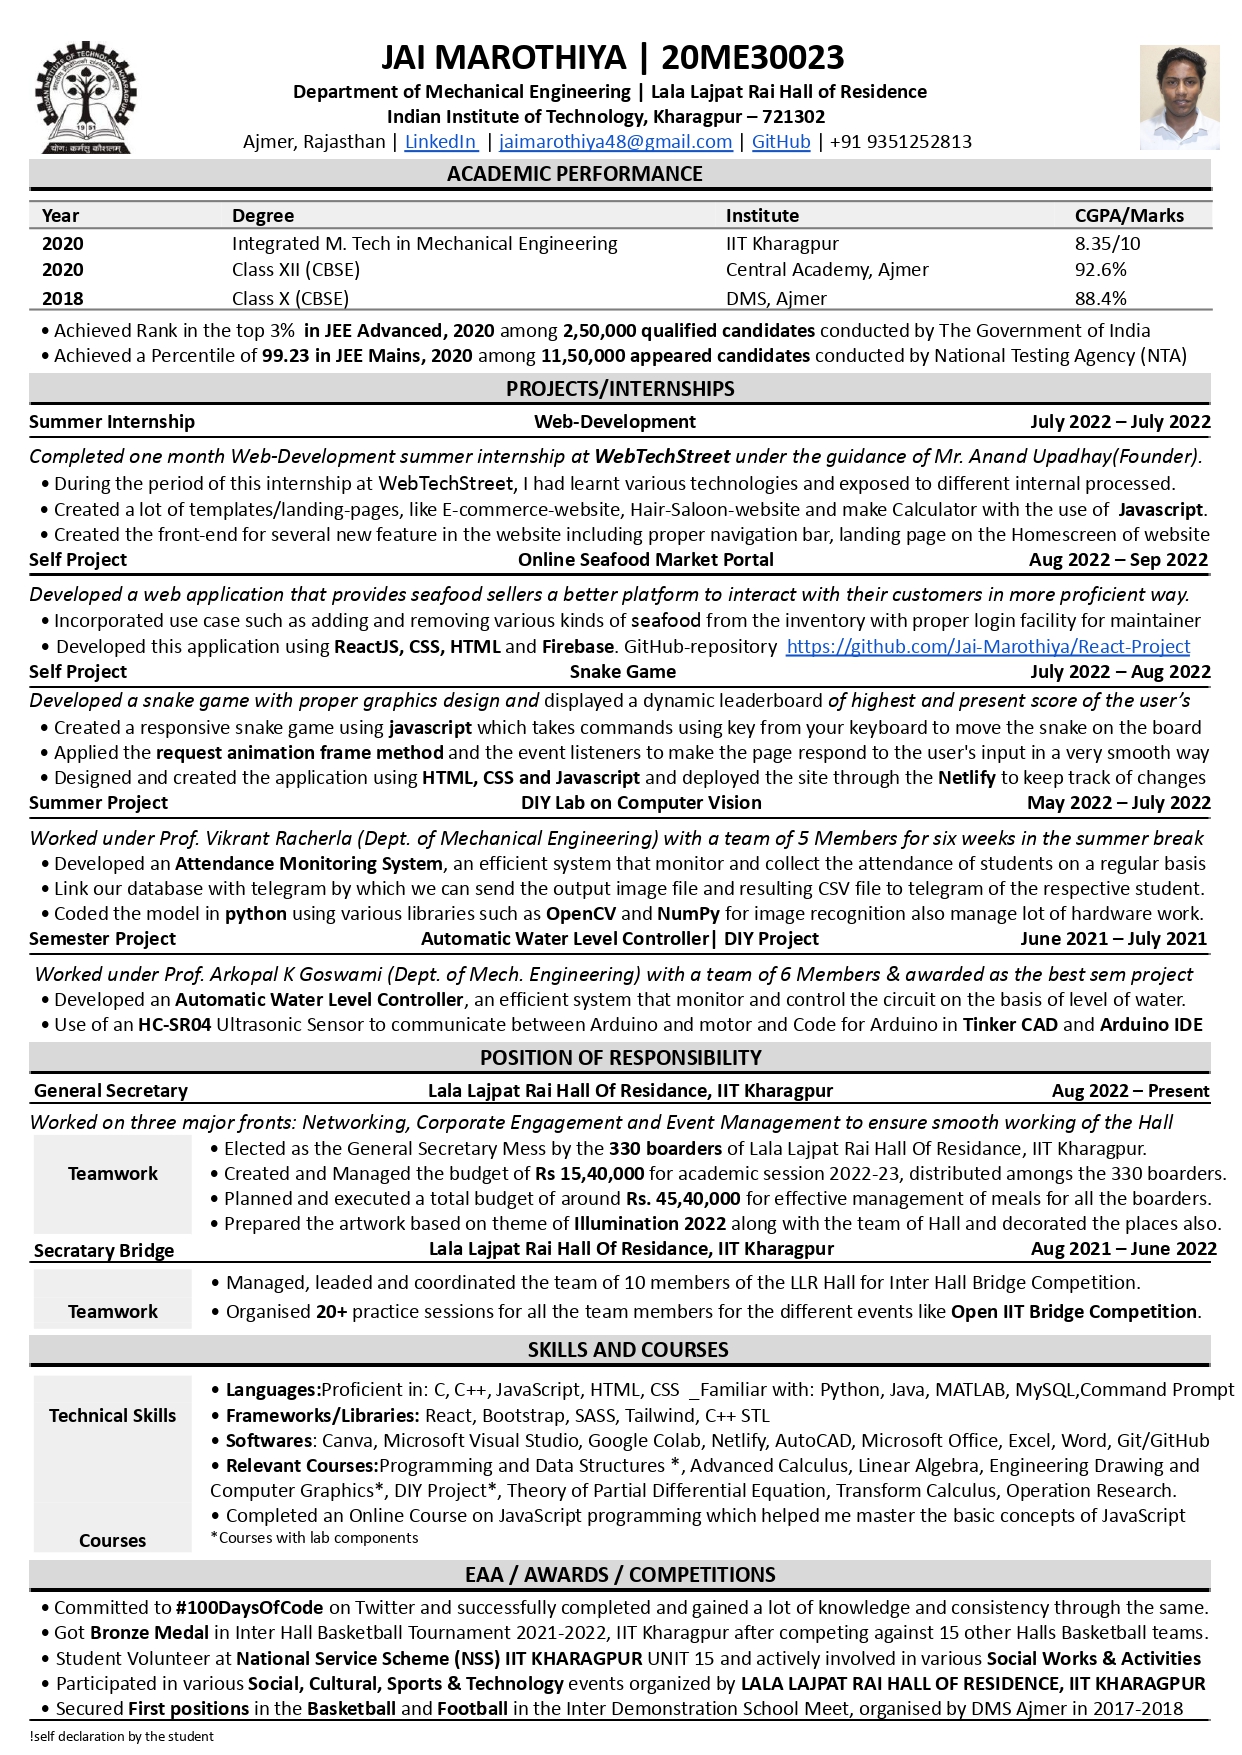 JAI MAROTHIYA | 20ME30023
Department of Mechanical Engineering | Lala Lajpat Rai Hall of Residence
Indian Institute of Technology, Kharagpur – 721302
Ajmer, Rajasthan | LinkedIn | jaimarothiya48@gmail.com | GitHub | +91 9351252813
1951
योगः कर्मसु कौशलम्
ACADEMIC PERFORMANCE
Year Degree Institute CGPA/Marks
2020 Integrated M. Tech in Mechanical Engineering IIT Kharagpur 8.35/10
2020 Class XII (CBSE) Central Academy, Ajmer 92.6%
2018 Class X (CBSE) DMS, Ajmer 88.4%
• Achieved Rank in the top 3% in JEE Advanced, 2020 among 2,50,000 qualified candidates conducted by The Government of India
• Achieved a Percentile of 99.23 in JEE Mains, 2020 among 11,50,000 appeared candidates conducted by National Testing Agency (NTA)
PROJECTS/INTERNSHIPS
Summer Internship Web-Development July 2022 – July 2022
Completed one month Web-Development summer internship at WebTechStreet under the guidance of Mr. Anand Upadhay(Founder).
• During the period of this internship at WebTechStreet, I had learnt various technologies and exposed to different internal processed.
• Created a lot of templates/landing-pages, like E-commerce-website, Hair-Saloon-website and make Calculator with the use of Javascript.
• Created the front-end for several new feature in the website including proper navigation bar, landing page on the Homescreen of website
Self Project Online Seafood Market Portal Aug 2022 – Sep 2022
Developed a web application that provides seafood sellers a better platform to interact with their customers in more proficient way.
• Incorporated use case such as adding and removing various kinds of seafood from the inventory with proper login facility for maintainer
• Developed this application using ReactJS, CSS, HTML and Firebase. GitHub-repository https://github.com/Jai-Marothiya/React-Project
Self Project Snake Game July 2022 – Aug 2022
Developed a snake game with proper graphics design and displayed a dynamic leaderboard of highest and present score of the user’s
• Created a responsive snake game using javascript which takes commands using key from your keyboard to move the snake on the board
• Applied the request animation frame method and the event listeners to make the page respond to the user's input in a very smooth way
• Designed and created the application using HTML, CSS and Javascript and deployed the site through the Netlify to keep track of changes
Summer Project DIY Lab on Computer Vision May 2022 – July 2022
Worked under Prof. Vikrant Racherla (Dept. of Mechanical Engineering) with a team of 5 Members for six weeks in the summer break
• Developed an Attendance Monitoring System, an efficient system that monitor and collect the attendance of students on a regular basis
• Link our database with telegram by which we can send the output image file and resulting CSV file to telegram of the respective student.
• Coded the model in python using various libraries such as OpenCV and NumPy for image recognition also manage lot of hardware work.
Semester Project Automatic Water Level Controller| DIY Project June 2021 – July 2021
Worked under Prof. Arkopal K Goswami (Dept. of Mech. Engineering) with a team of 6 Members & awarded as the best sem project
• Developed an Automatic Water Level Controller, an efficient system that monitor and control the circuit on the basis of level of water.
• Use of an HC-SR04 Ultrasonic Sensor to communicate between Arduino and motor and Code for Arduino in Tinker CAD and Arduino IDE
POSITION OF RESPONSIBILITY
General Secretary Lala Lajpat Rai Hall Of Residance, IIT Kharagpur Aug 2022 – Present
Worked on three major fronts: Networking, Corporate Engagement and Event Management to ensure smooth working of the Hall
• Elected as the General Secretary Mess by the 330 boarders of Lala Lajpat Rai Hall Of Residance, IIT Kharagpur.
Teamwork • Created and Managed the budget of Rs 15,40,000 for academic session 2022-23, distributed amongs the 330 boarders.
• Planned and executed a total budget of around Rs. 45,40,000 for effective management of meals for all the boarders.
• Prepared the artwork based on theme of Illumination 2022 along with the team of Hall and decorated the places also.
Secratary Bridge Lala Lajpat Rai Hall Of Residance, IIT Kharagpur Aug 2021 – June 2022
• Managed, leaded and coordinated the team of 10 members of the LLR Hall for Inter Hall Bridge Competition.
Teamwork • Organised 20+ practice sessions for all the team members for the different events like Open IIT Bridge Competition.
SKILLS AND COURSES
• Languages:Proficient in: C, C++, JavaScript, HTML, CSS _Familiar with: Python, Java, MATLAB, MySQL,Command Prompt
Technical Skills • Frameworks/Libraries: React, Bootstrap, SASS, Tailwind, C++ STL
• Softwares: Canva, Microsoft Visual Studio, Google Colab, Netlify, AutoCAD, Microsoft Office, Excel, Word, Git/GitHub
• Relevant Courses:Programming and Data Structures *, Advanced Calculus, Linear Algebra, Engineering Drawing and
Computer Graphics*, DIY Project*, Theory of Partial Differential Equation, Transform Calculus, Operation Research.
• Completed an Online Course on JavaScript programming which helped me master the basic concepts of JavaScript
Courses *Courses with lab components
EAA / AWARDS / COMPETITIONS
• Committed to #100DaysOfCode on Twitter and successfully completed and gained a lot of knowledge and consistency through the same.
• Got Bronze Medal in Inter Hall Basketball Tournament 2021-2022, IIT Kharagpur after competing against 15 other Halls Basketball teams.
• Student Volunteer at National Service Scheme (NSS) IIT KHARAGPUR UNIT 15 and actively involved in various Social Works & Activities
• Participated in various Social, Cultural, Sports & Technology events organized by LALA LAJPAT RAI HALL OF RESIDENCE, IIT KHARAGPUR
• Secured First positions in the Basketball and Football in the Inter Demonstration School Meet, organised by DMS Ajmer in 2017-2018
!self declaration by the student